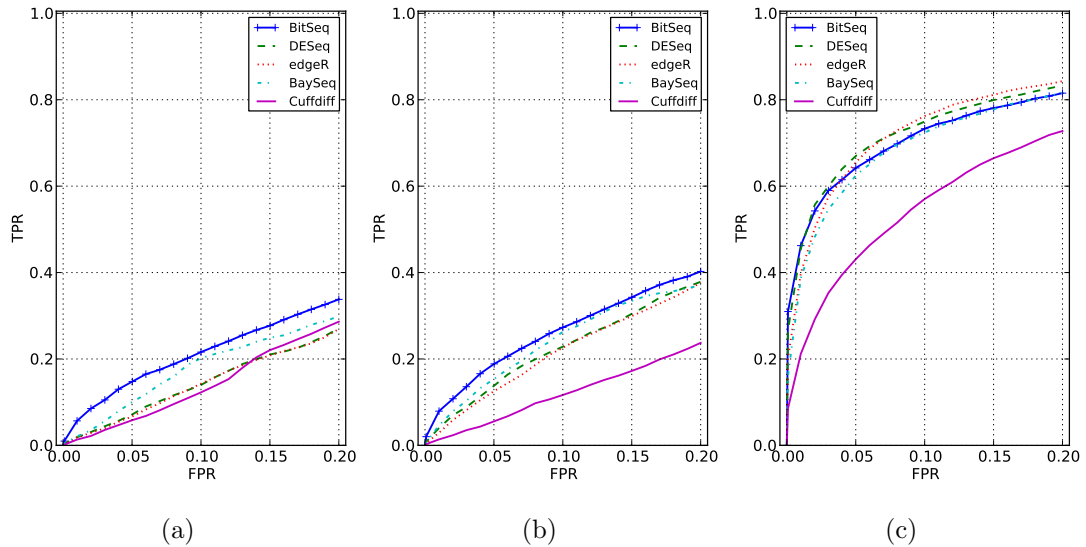 1.0
0.8
0.6
0.4
0.2
0.0
TPR
0.00
0.05
0.10
0.15
0.20
FPR
BitSeq
DESeq
edgeR
BaySeq
Cuffdiff
(a)
1.0
0.8
0.6
0.4
0.2
0.0
TPR
0.00
0.05
0.10
0.15
0.20
FPR
BitSeq
DESeq
edgeR
BaySeq
Cuffdiff
(b)
1.0
0.8
0.6
0.4
0.2
0.0
TPR
0.00
0.05
0.10
0.15
0.20
FPR
BitSeq
DESeq
edgeR
BaySeq
Cuffdiff
(c)